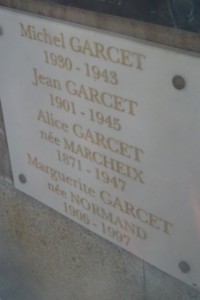 Michel GARCET
1930 - 1943
Jean GARCET
1901 - 1945
Alice GARCET
née MARCHEIX
1871 - 1947
Marguerite GARCET
née NORMAND
1906 - 1997